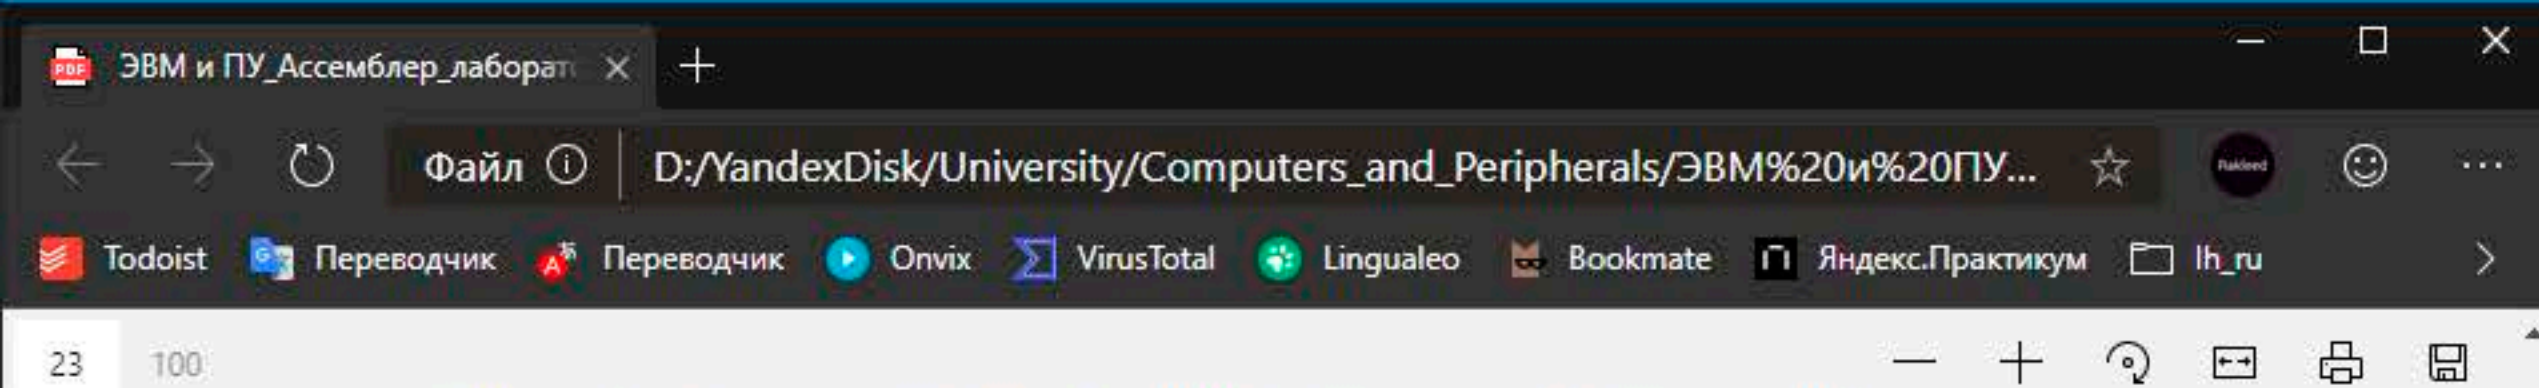 ЭВМ и ПУ_Ассемблер_лаборат
Файл D:/YandexDisk/University/Computers_and_Peripherals/ЭВМ%20и%20ПУ...
Todoist Переводчик Переводчик Onvix VirusTotal Lingualeo Bookmate Яндекс.Практикум lh_ru
23 100